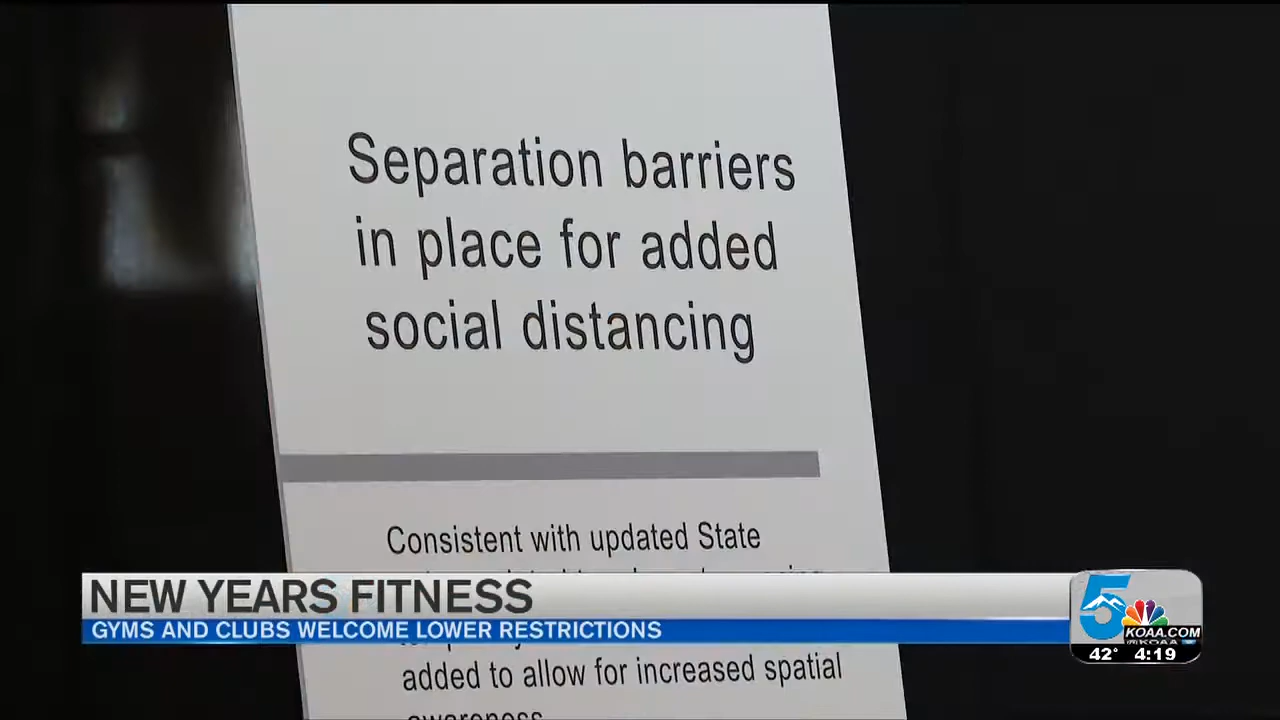 Separation barriers
in place for added
social distancing
Consistent with updated State
NEW YEARS FITNESS
GYMS AND CLUBS WELCOME LOWER RESTRICTIONS
added to allow for increased spatial
awareness
5
KOAA.COM
42° 4:19